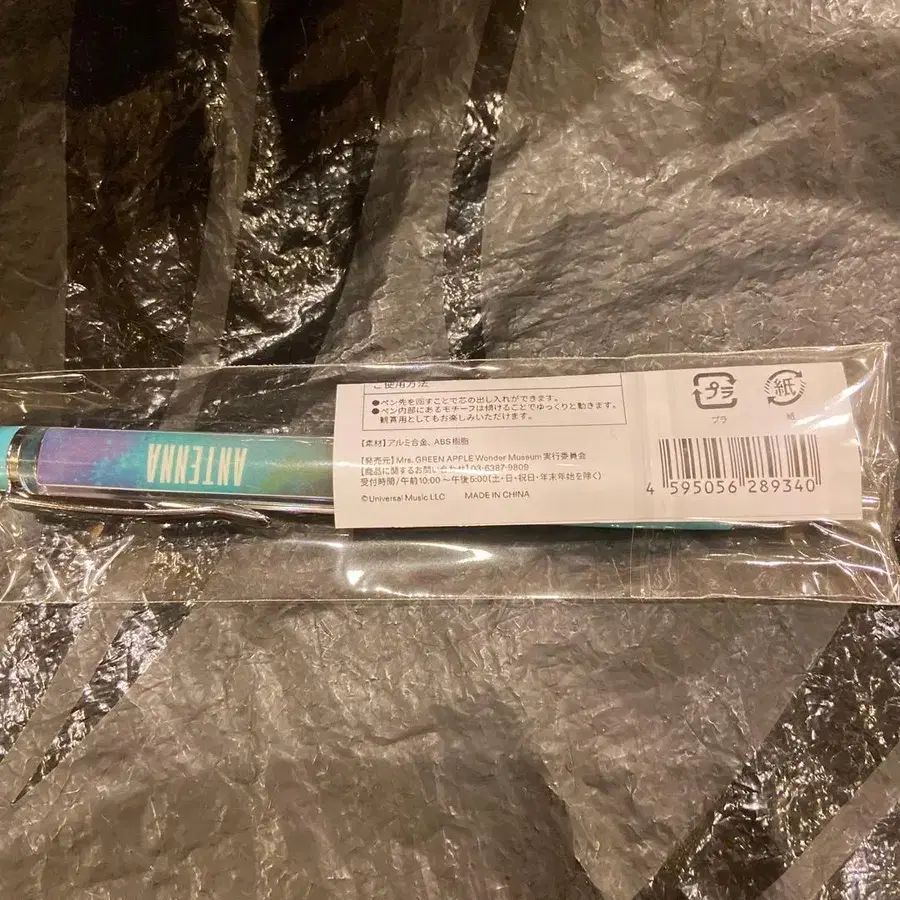 ANTENNA
ご使用方法
●ペン先を回すことで芯の出し入れができます。
●ペン内部にあるモチーフは傾けることでゆっくりと動きます。
観賞用としてもお楽しみいただけます。
【素材】アルミ合金、ABS樹脂
【発売元】Mrs. GREEN APPLE Wonder Museum 実行委員会
【商品に関するお問い合わせ】03-6387-9809
受付時間/午前10:00～午後5:00(土・日・祝日・年末年始を除く)
©Universal Music LLC MADE IN CHINA
プラ
紙
プラ
紙
4 595056 289340